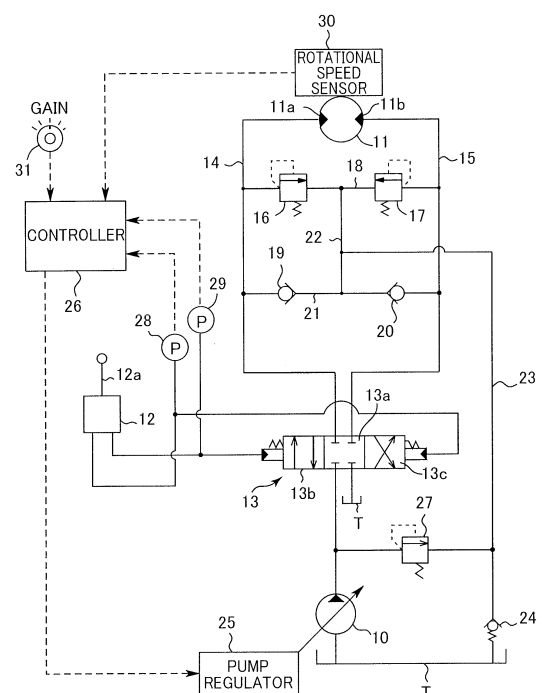 30
ROTATIONAL
SPEED
SENSOR
11a
11b
11
GAIN
31
14
15
18
16
17
22
CONTROLLER
26
19
21
20
29
P
28
P
12a
12
23
13a
13
13b
13c
T
27
25
10
24
PUMP
REGULATOR
T